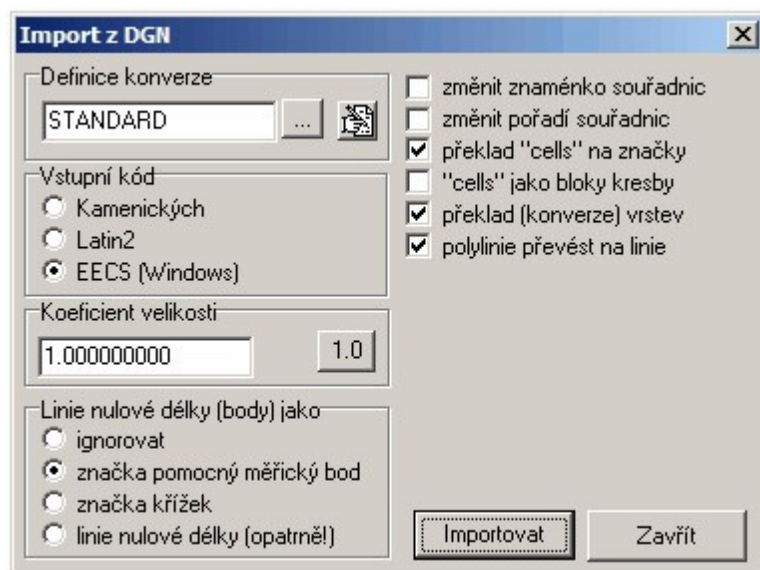 Import z DGN
Definice konverze
STANDARD
...
Vstupní kód
Kamenických
Latin2
EECS (Windows)
Koeficient velikosti
1.000000000
1.0
Linie nulové délky (body) jako
ignorovat
značka pomocný měřický bod
značka křížek
linie nulové délky (opatrně!)
změnit znaménko souřadnic
změnit pořadí souřadnic
překlad "cells" na značky
"cells" jako bloky kresby
překlad (konverze) vrstev
polylinie převést na linie
Importovat
Zavřít